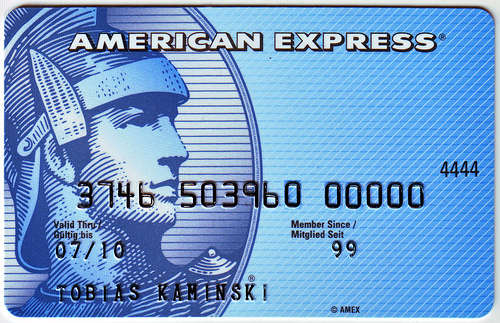 AMERICAN EXPRESS®
4444
3746 503960 00000
Valid Thru / Member Since /
Gültig bis Mitglied Seit
07/10 99
TOBIAS KAMINSKI
® 
© AMEX